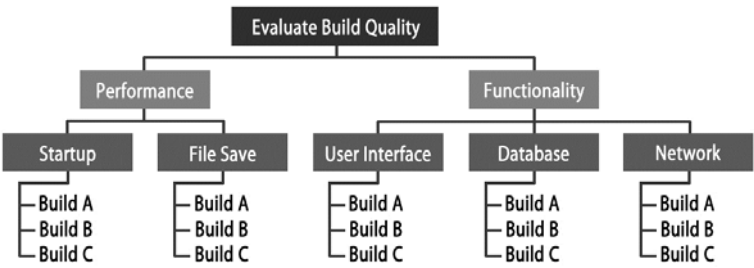 Evaluate Build Quality
Performance
Functionality
Startup
File Save
User Interface
Database
Network
Build A
Build B
Build C
Build A
Build B
Build C
Build A
Build B
Build C
Build A
Build B
Build C
Build A
Build B
Build C